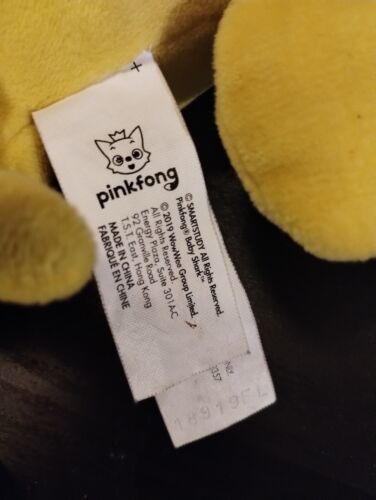 pinkfong
© SMARTSTUDY All Rights Reserved.
Pinkfong® Baby Shark™
© 2019 WowWee Group Limited.
All Rights Reserved.
Energy Plaza, Suite 301A-C
92 Granville Road
T.S.T. East, Hong Kong
MADE IN CHINA
FABRIQUÉ EN CHINE
18919FL